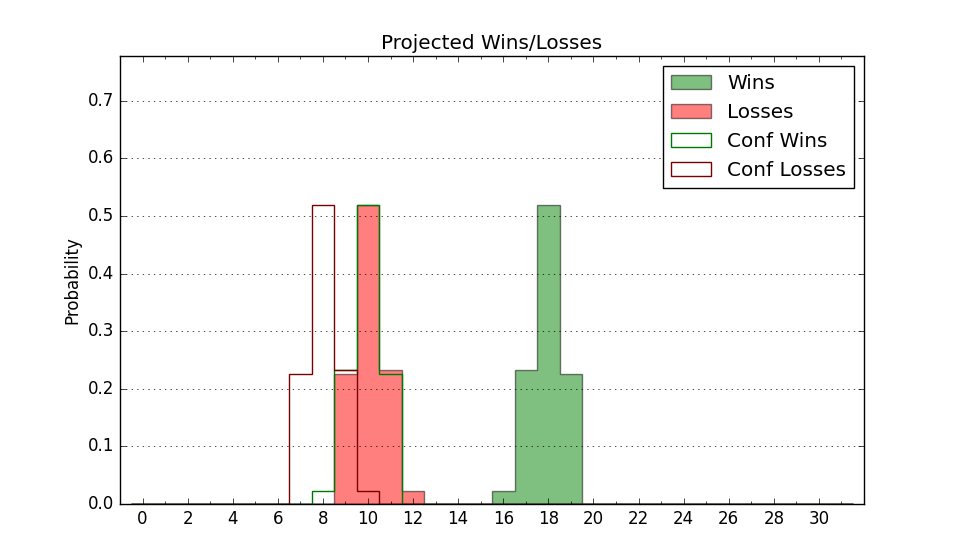 Projected Wins/Losses
Wins
Losses
Conf Wins
Conf Losses
Probability
0.7
0.6
0.5
0.4
0.3
0.2
0.1
0.0
0 2 4 6 8 10 12 14 16 18 20 22 24 26 28 30